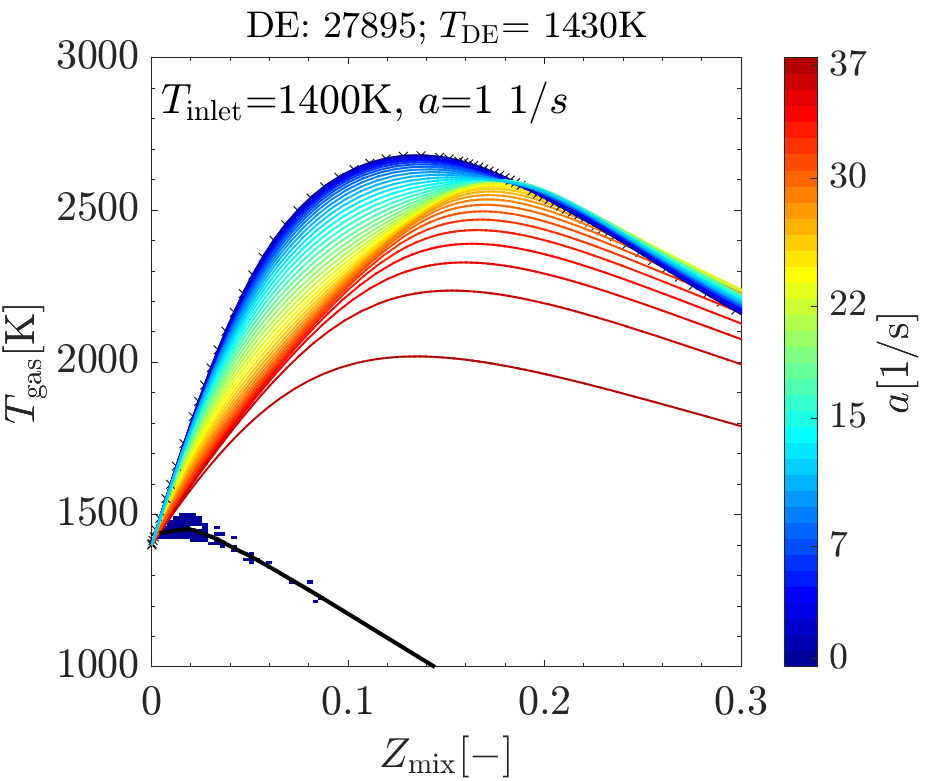 DE: 27895; T_DE= 1430K
T_inlet=1400K, a=1 1/s
3000
2500
2000
1500
1000
T_gas[K]
0 0.1 0.2 0.3
Z_mix[−]
37
30
22
15
7
0
a[1/s]